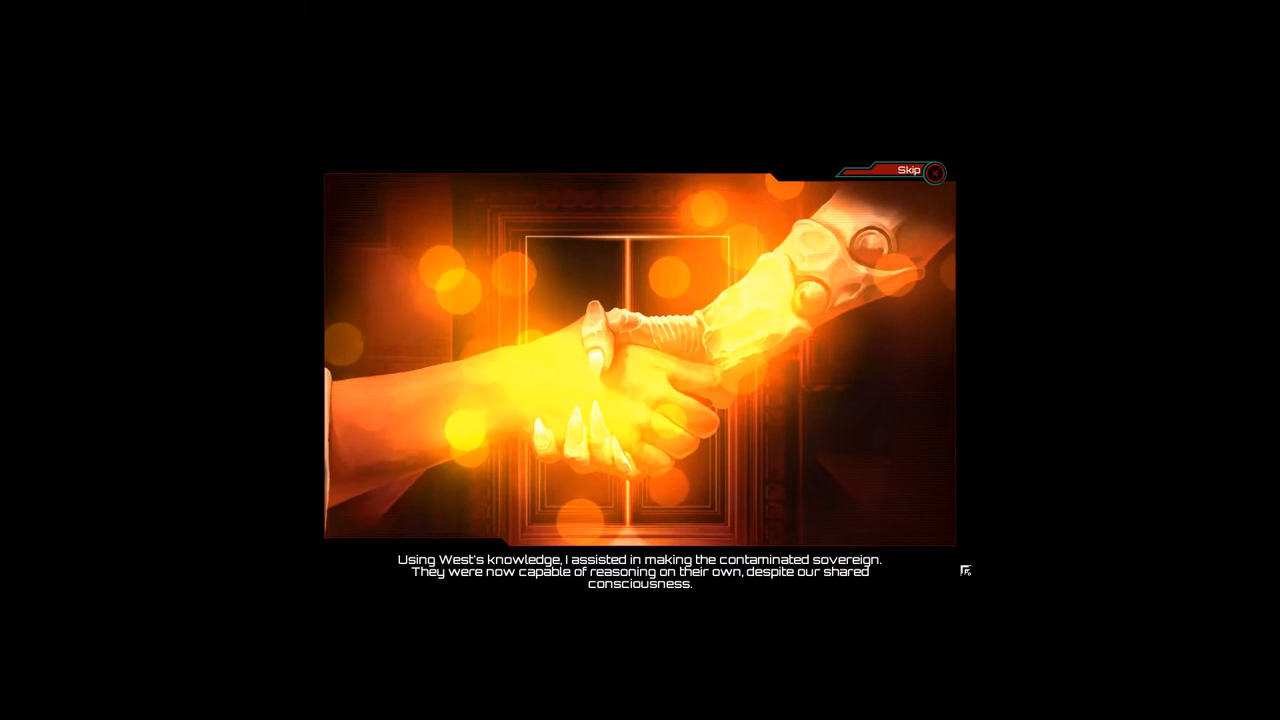 Skip
Using West's knowledge, I assisted in making the contaminated sovereign.
They were now capable of reasoning on their own, despite our shared
consciousness.